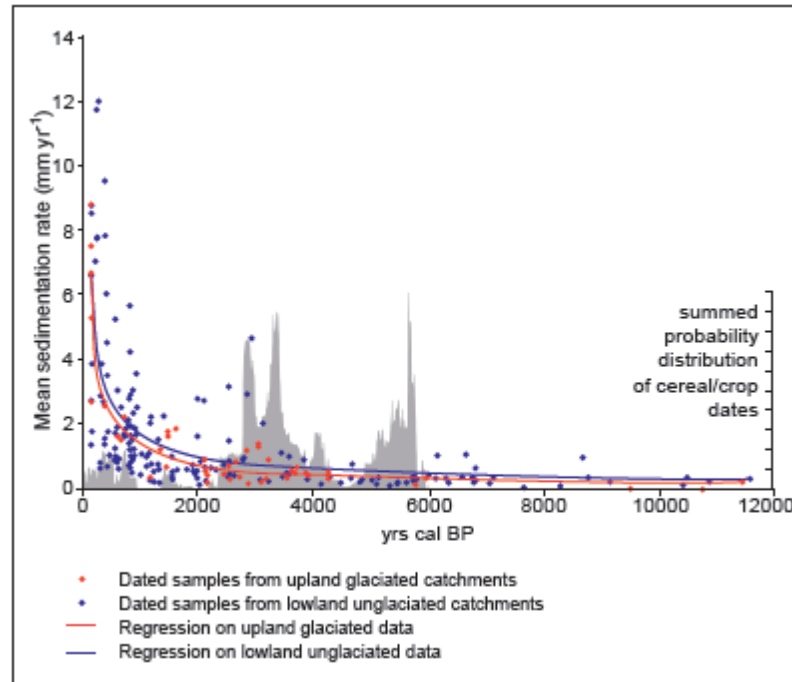 14
12
10
8
6
4
2
0
Mean sedimentation rate (mm yr⁻¹)
summed
probability
distribution
of cereal/crop
dates
0 2000 4000 6000 8000 10000 12000
yrs cal BP
Dated samples from upland glaciated catchments
Dated samples from lowland unglaciated catchments
Regression on upland glaciated data
Regression on lowland unglaciated data